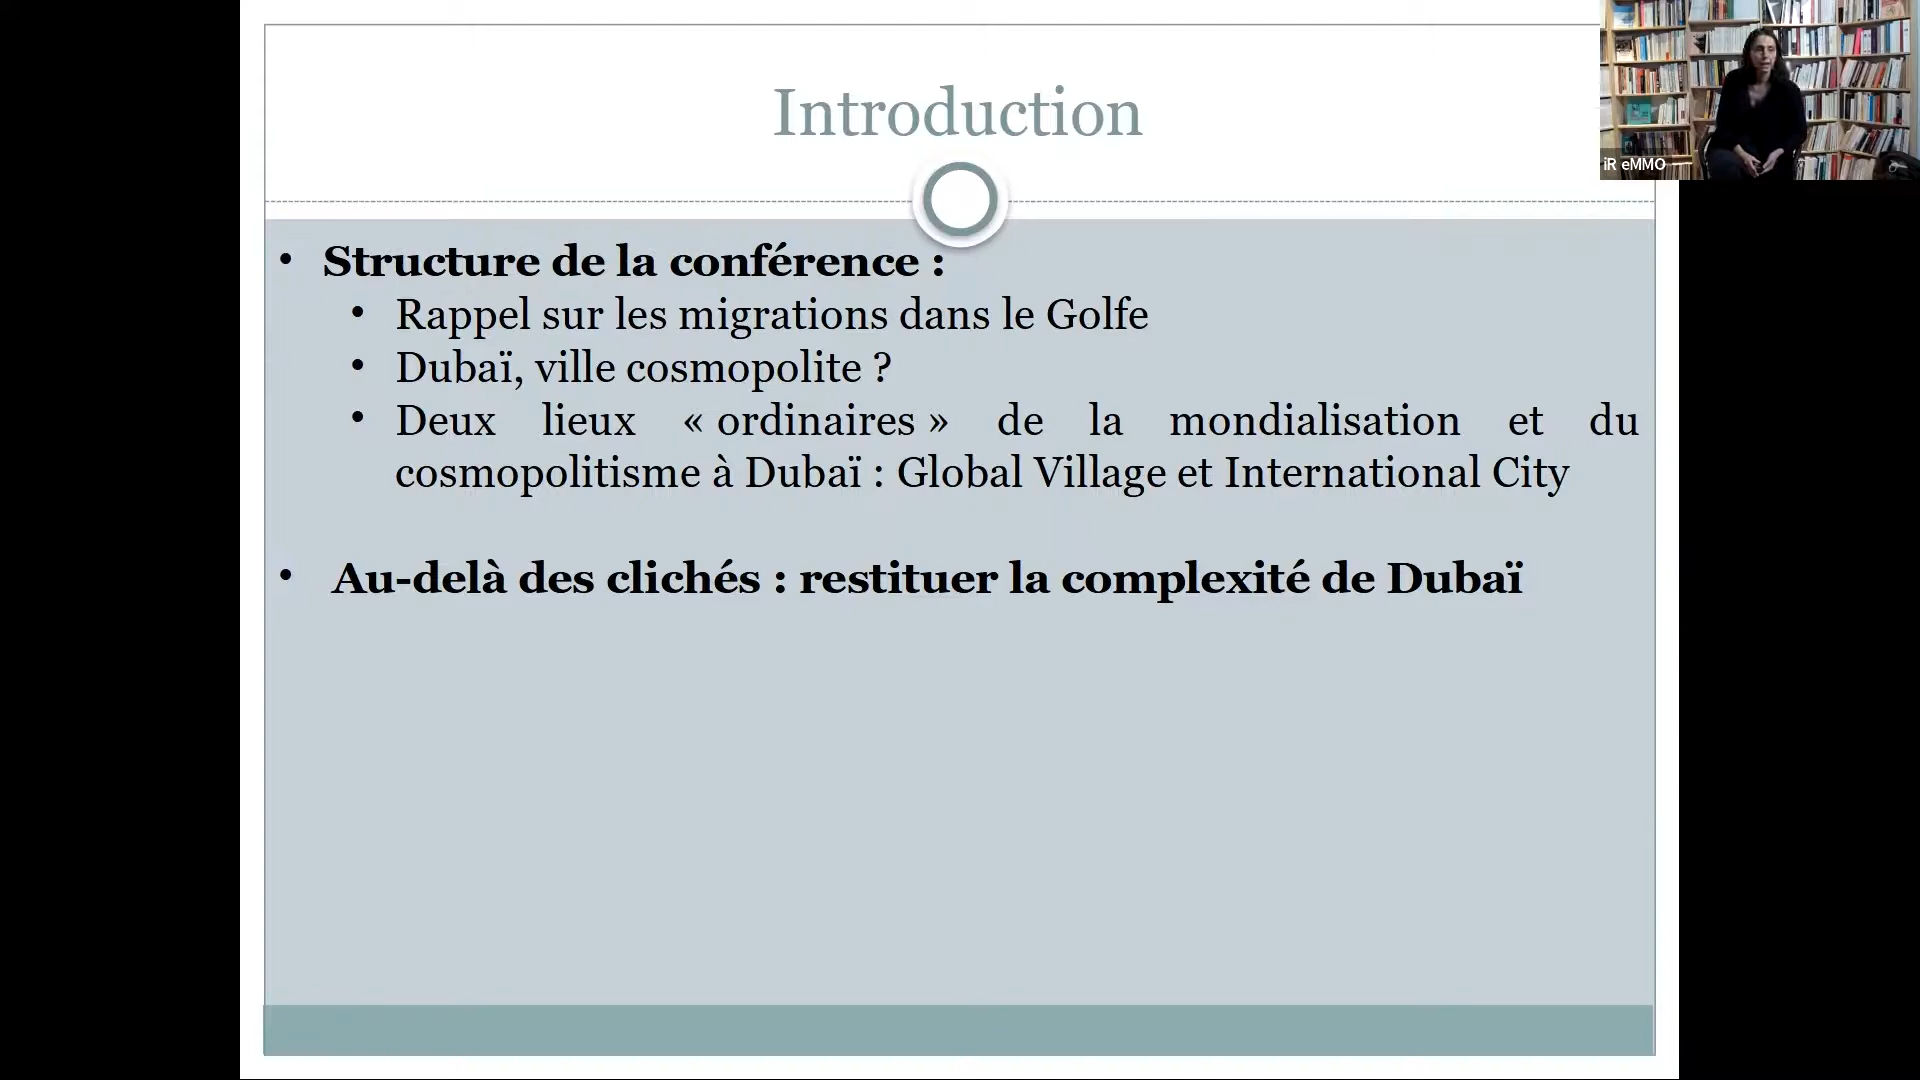 Introduction
iR eMMO
• Structure de la conférence :
• Rappel sur les migrations dans le Golfe
• Dubaï, ville cosmopolite ?
• Deux lieux « ordinaires » de la mondialisation et du
cosmopolitisme à Dubaï : Global Village et International City
• Au-delà des clichés : restituer la complexité de Dubaï